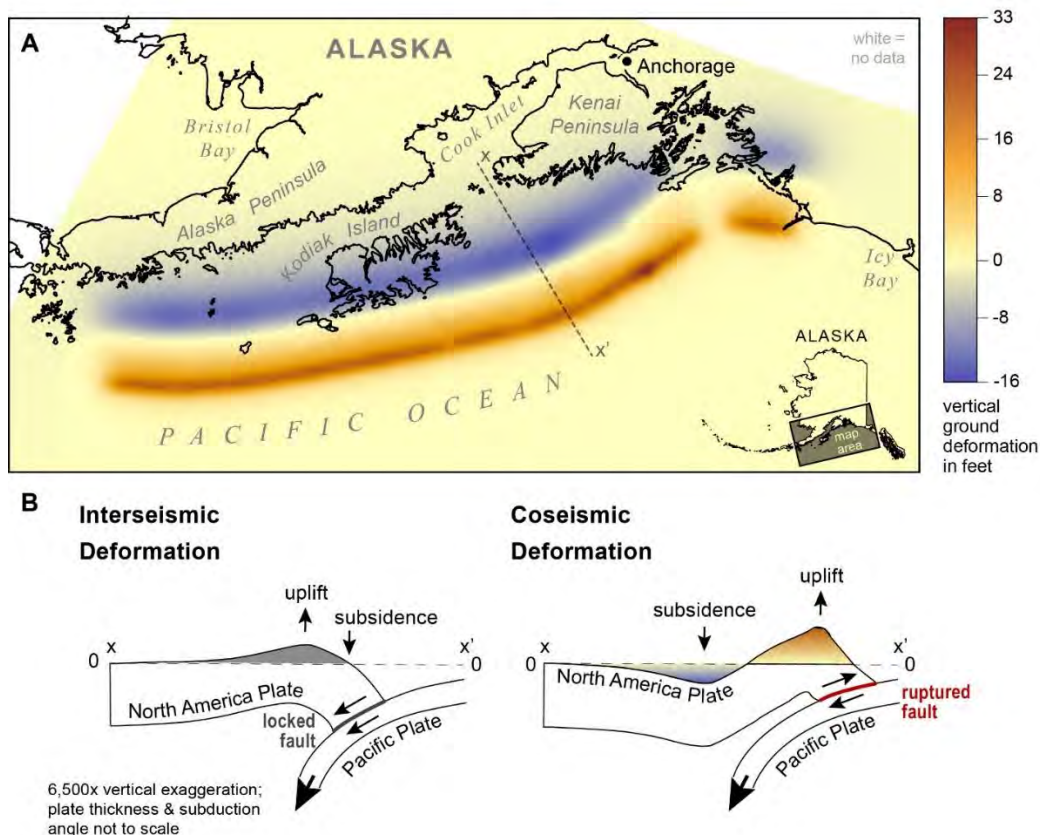 A
ALASKA
white =
no data
Anchorage
Bristol
Bay
Cook Inlet
Kenai
Peninsula
x
Alaska Peninsula
Kodiak Island
Icy
Bay
x'
PACIFIC OCEAN
ALASKA
map
area
33
24
16
8
0
-8
-16
vertical
ground
deformation
in feet
B
Interseismic
Deformation
uplift
subsidence
x
x'
0
0
North America Plate
locked
fault
Pacific Plate
6,500x vertical exaggeration;
plate thickness & subduction
angle not to scale
Coseismic
Deformation
uplift
subsidence
x
x'
0
0
North America Plate
ruptured
fault
Pacific Plate